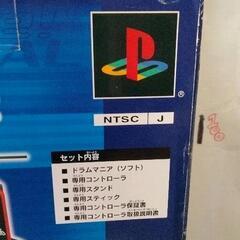 ®
NTSC J
セット内容
■ ドラムマニア（ソフト）
■ 専用コントローラ
■ 専用スタンド
■ 専用スティック
■ 専用コントローラ保証書
■ 専用コントローラ取扱説明書